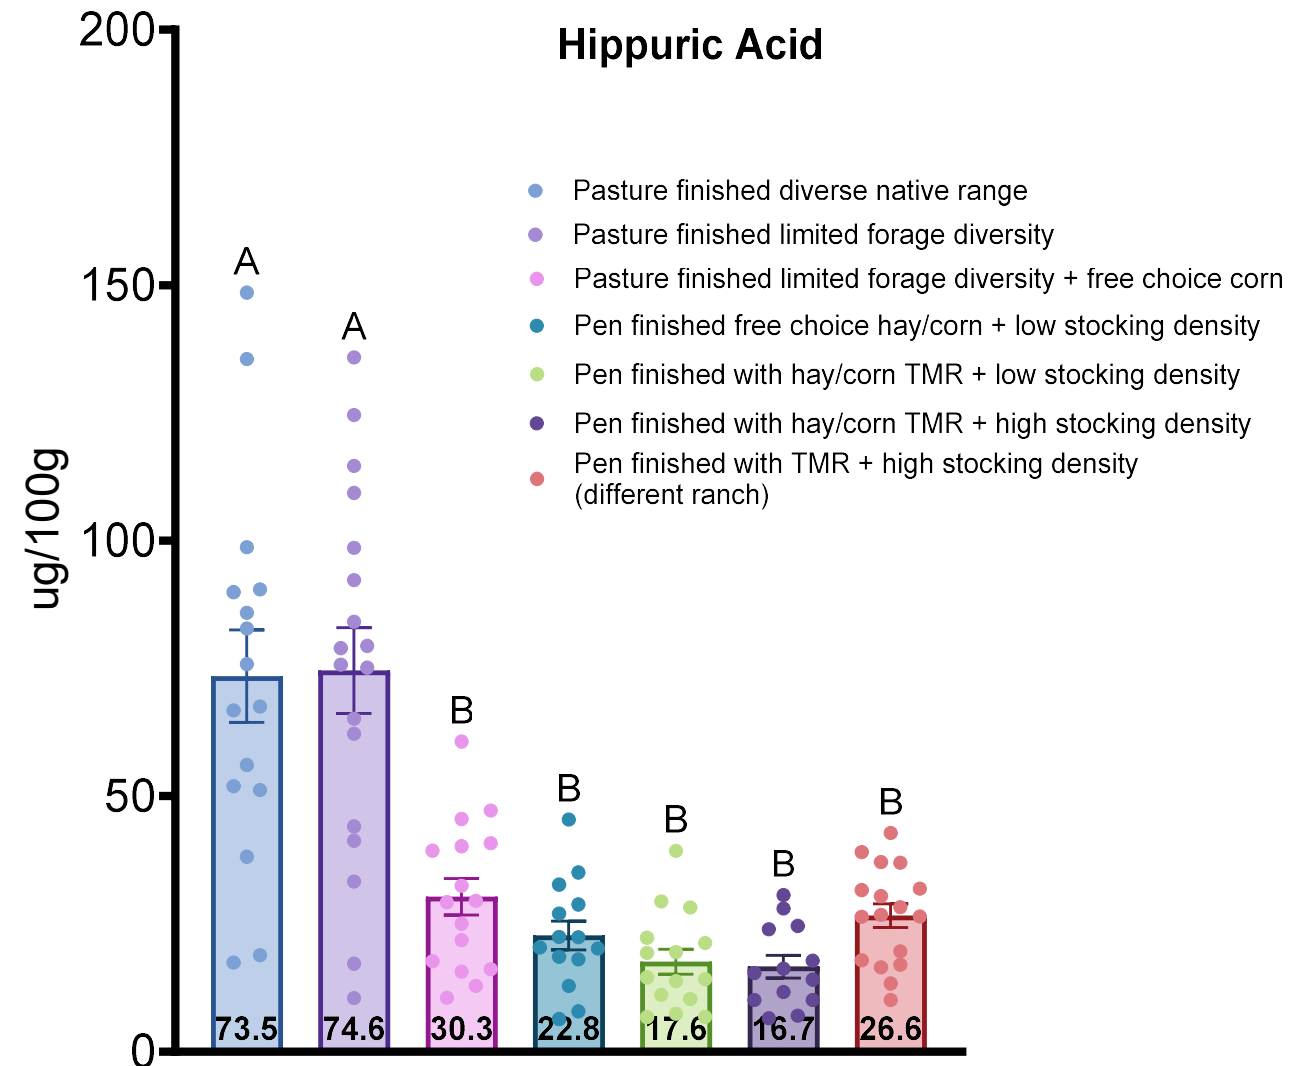 Hippuric Acid
200
150
100
50
0
ug/100g
Pasture finished diverse native range
Pasture finished limited forage diversity
Pasture finished limited forage diversity + free choice corn
Pen finished free choice hay/corn + low stocking density
Pen finished with hay/corn TMR + low stocking density
Pen finished with hay/corn TMR + high stocking density
Pen finished with TMR + high stocking density
(different ranch)
A
A
B
B
B
B
B
73.5
74.6
30.3
22.8
17.6
16.7
26.6